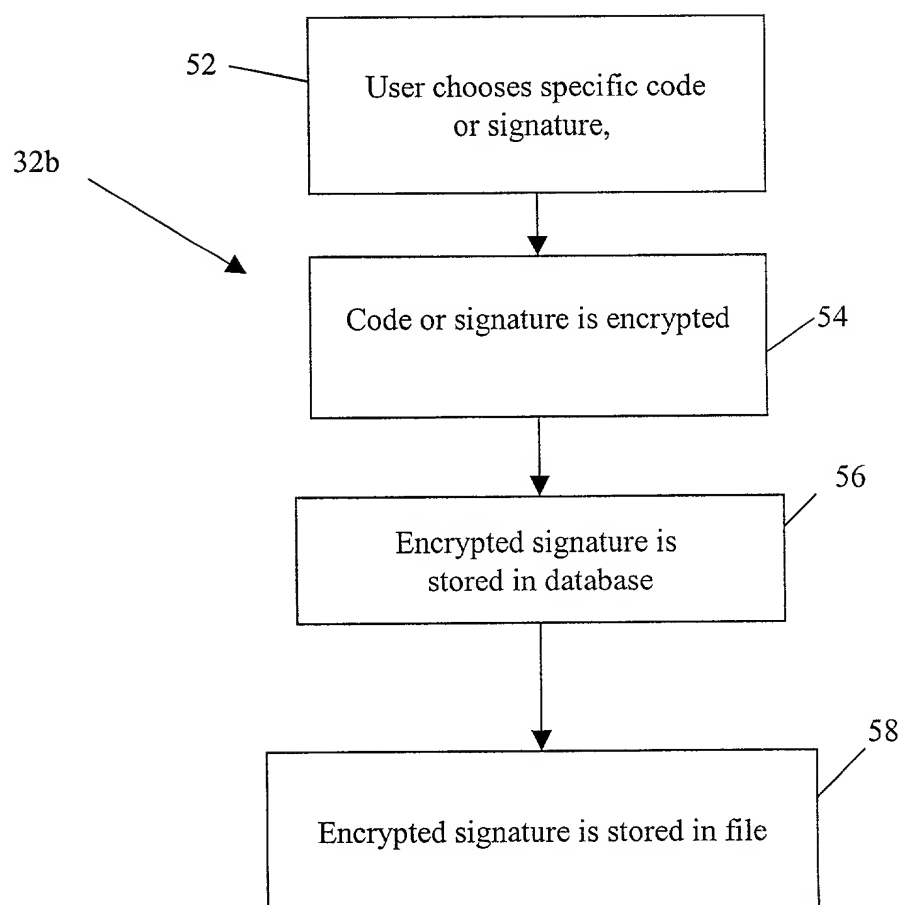 52
User chooses specific code
or signature,
32b
Code or signature is encrypted
54
56
Encrypted signature is
stored in database
58
Encrypted signature is stored in file